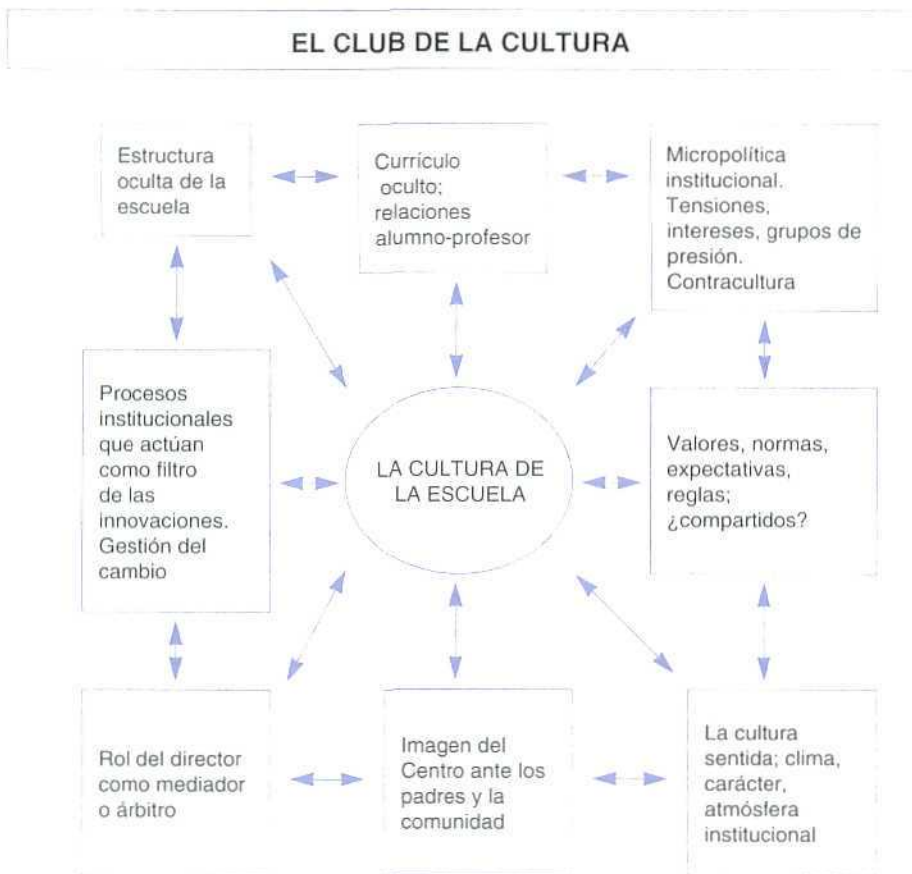 EL CLUB DE LA CULTURA
Estructura
oculta de la
escuela
Currículo
oculto;
relaciones
alumno-profesor
Micropolítica
institucional.
Tensiones,
intereses, grupos de
presión.
Contracultura
Procesos
institucionales
que actúan
como filtro
de las
innovaciones.
Gestión del
cambio
LA CULTURA DE
LA ESCUELA
Valores, normas,
expectativas,
reglas;
¿compartidos?
Rol del director
como mediador
o árbitro
Imagen del
Centro ante los
padres y la
comunidad
La cultura
sentida; clima,
carácter,
atmósfera
institucional